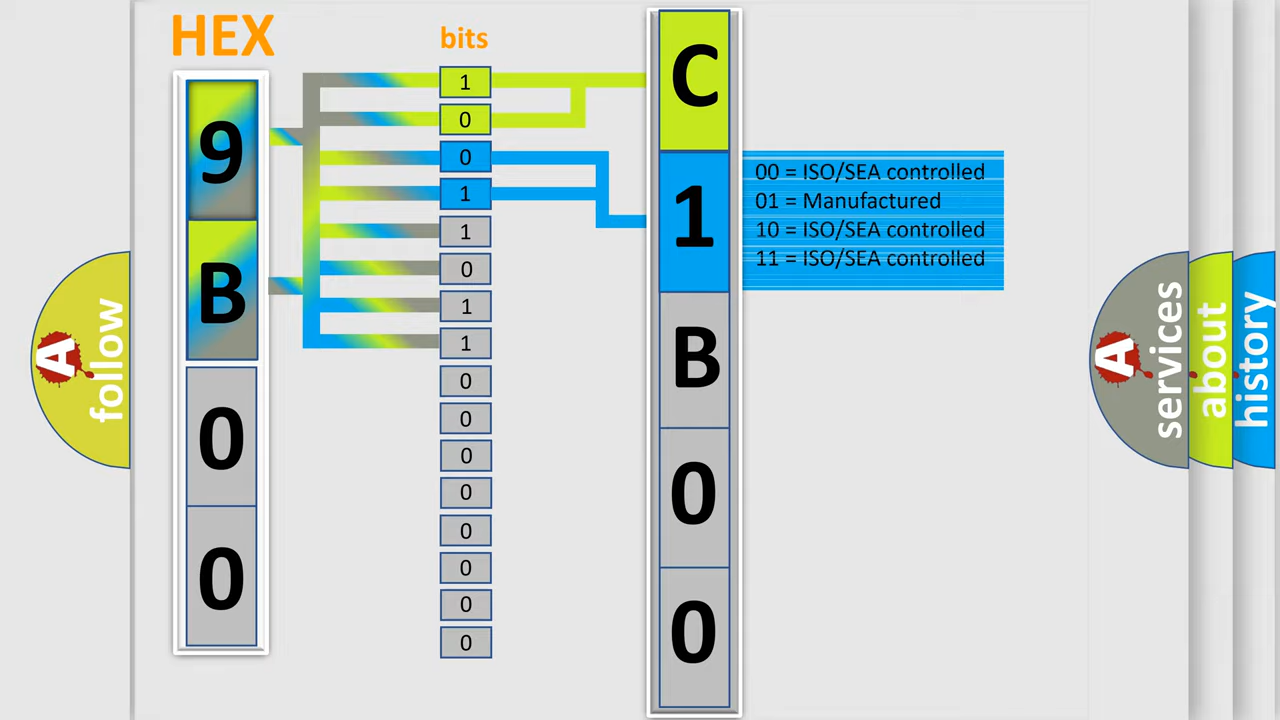 HEX
bits
9
B
0
0
1
0
0
1
1
0
1
1
0
0
0
0
0
0
0
0
C
1
B
0
0
00 = ISO/SEA controlled
01 = Manufactured
10 = ISO/SEA controlled
11 = ISO/SEA controlled
A
follow
A
services
about
history